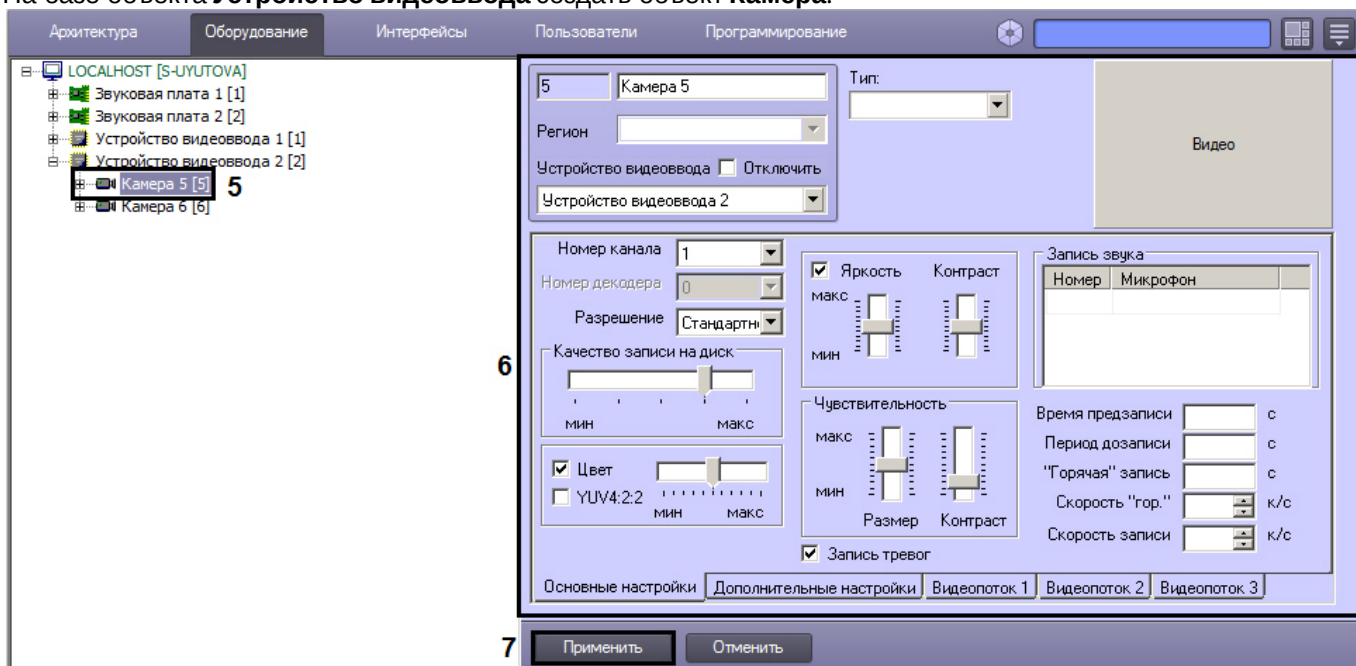 На базе объекта Устройство видеоввода создать объект Камера.
Архитектура Оборудование Интерфейсы Пользователи Программирование
LOCALHOST [S-UYUTOVA]
Звуковая плата 1 [1]
Звуковая плата 2 [2]
Устройство видеоввода 1 [1]
Устройство видеоввода 2 [2]
Камера 5 [5] 5
Камера 6 [6]
5 Камера 5
Тип:
Регион
Устройство видеоввода Отключить
Устройство видеоввода 2
Видео
6
Номер канала 1
Номер декодера 0
Разрешение Стандартн
Качество записи на диск
мин макс
Цвет
YUV4:2:2
мин макс
Яркость Контраст
макс
мин
Чувствительность
макс
мин
Размер Контраст
Запись тревог
Запись звука
Номер Микрофон
Время предзаписи с
Период дозаписи с
"Горячая" запись с
Скорость "гор." к/с
Скорость записи к/с
Основные настройки Дополнительные настройки Видеопоток 1 Видеопоток 2 Видеопоток 3
7 Применить Отменить